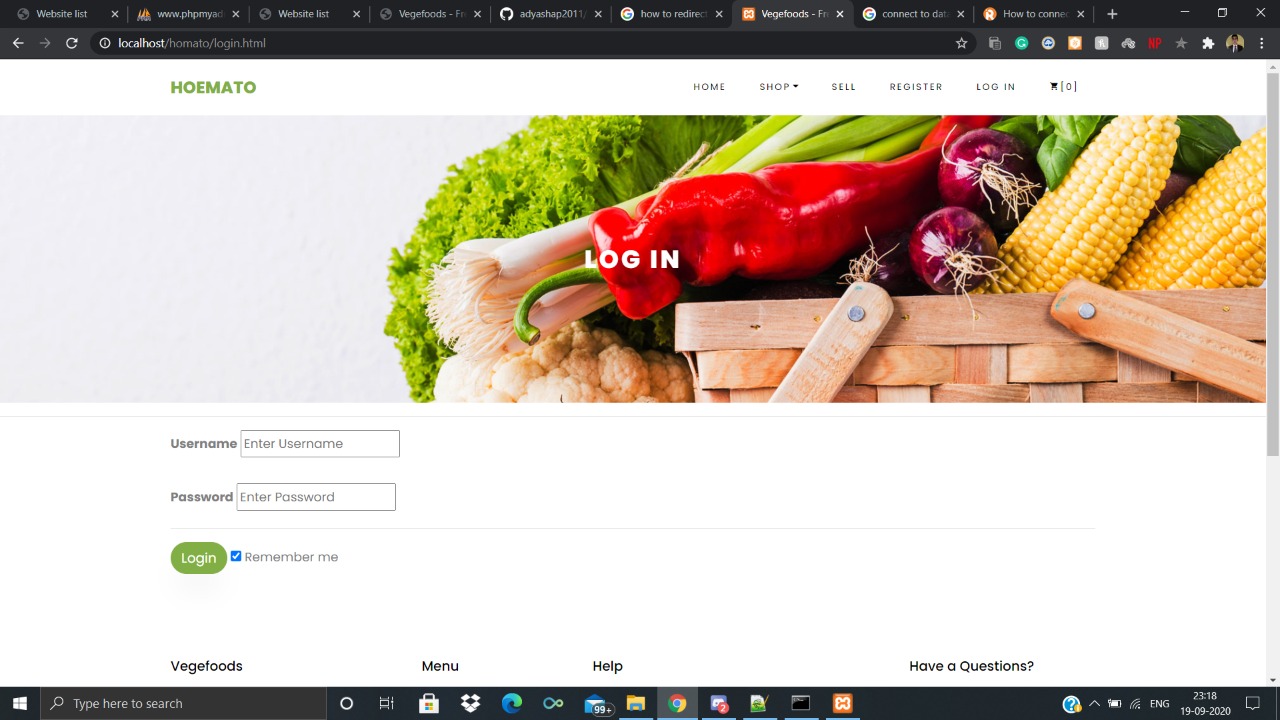 Website list
www.phpmyad
Website list
Vegefoods - Fre
adyashap2011/
how to redirect
Vegefoods - Fre
connect to data
How to connec
localhost/homato/login.html
NP
HOEMATO
HOME SHOP SELL REGISTER LOG IN [0]
LOG IN
Username Enter Username
Password Enter Password
Login Remember me
Vegefoods Menu Help Have a Questions?
Type here to search
99+
2
ENG
23:18
19-09-2020